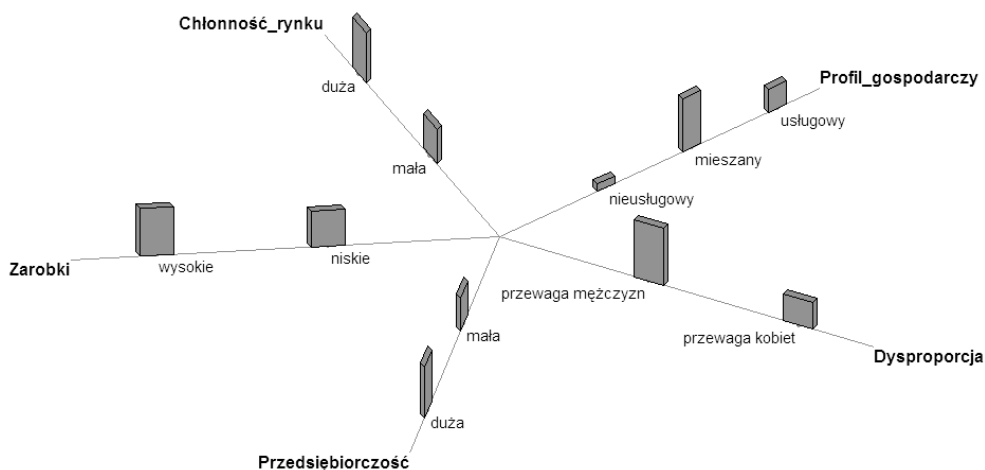 Chłonność_rynku
duża
mała
Profil_gospodarczy
usługowy
mieszany
nieusługowy
Zarobki
wysokie
niskie
przewaga mężczyzn
przewaga kobiet
Dysproporcja
mała
duża
Przedsiębiorczość